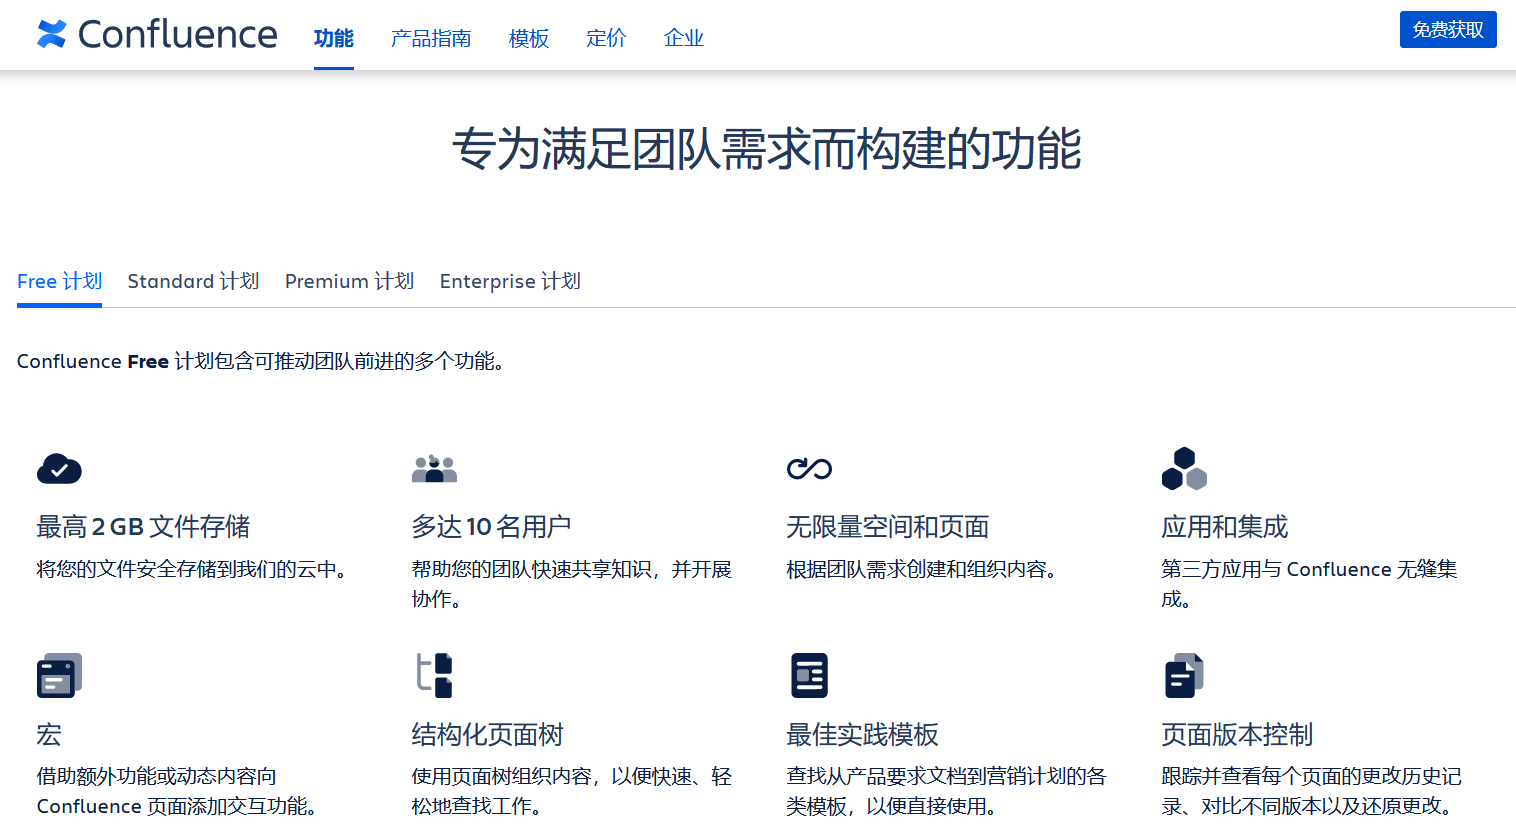 Confluence 功能 产品指南 模板 定价 企业 免费获取
专为满足团队需求而构建的功能
Free 计划 Standard 计划 Premium 计划 Enterprise 计划
Confluence Free 计划包含可推动团队前进的多个功能。
最高 2 GB 文件存储
将您的文件安全存储到我们的云中。
多达 10 名用户
帮助您的团队快速共享知识，并开展
协作。
无限量空间和页面
根据团队需求创建和组织内容。
应用和集成
第三方应用与 Confluence 无缝集
成。
宏
借助额外功能或动态内容向
Confluence 页面添加交互功能。
结构化页面树
使用页面树组织内容，以便快速、轻
松地查找工作。
最佳实践模板
查找从产品要求文档到营销计划的各
类模板，以便直接使用。
页面版本控制
跟踪并查看每个页面的更改历史记
录、对比不同版本以及还原更改。